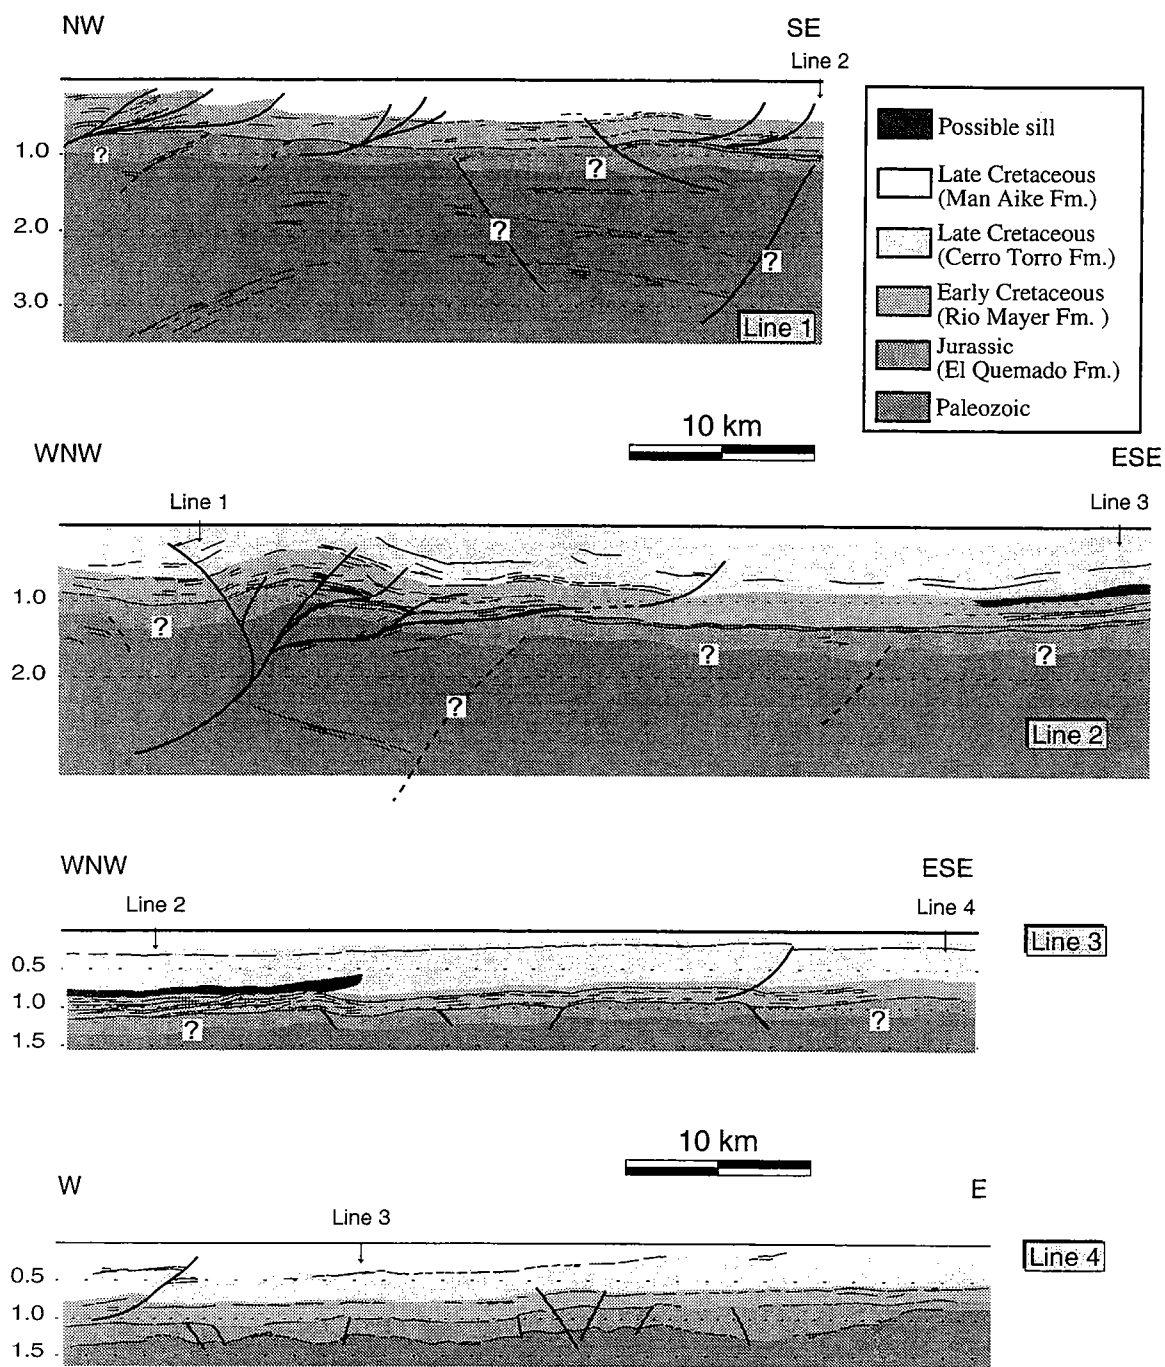 NW
SE
Line 2
1.0
2.0
3.0
?
?
?
?
Line 1
Possible sill
Late Cretaceous
(Man Aike Fm.)
Late Cretaceous
(Cerro Torro Fm.)
Early Cretaceous
(Rio Mayer Fm. )
Jurassic
(El Quemado Fm.)
Paleozoic
10 km
WNW
ESE
Line 1
Line 3
1.0
2.0
?
?
?
?
Line 2
WNW
ESE
Line 2
Line 4
Line 3
0.5
1.0
1.5
?
?
10 km
W
E
Line 3
Line 4
0.5
1.0
1.5